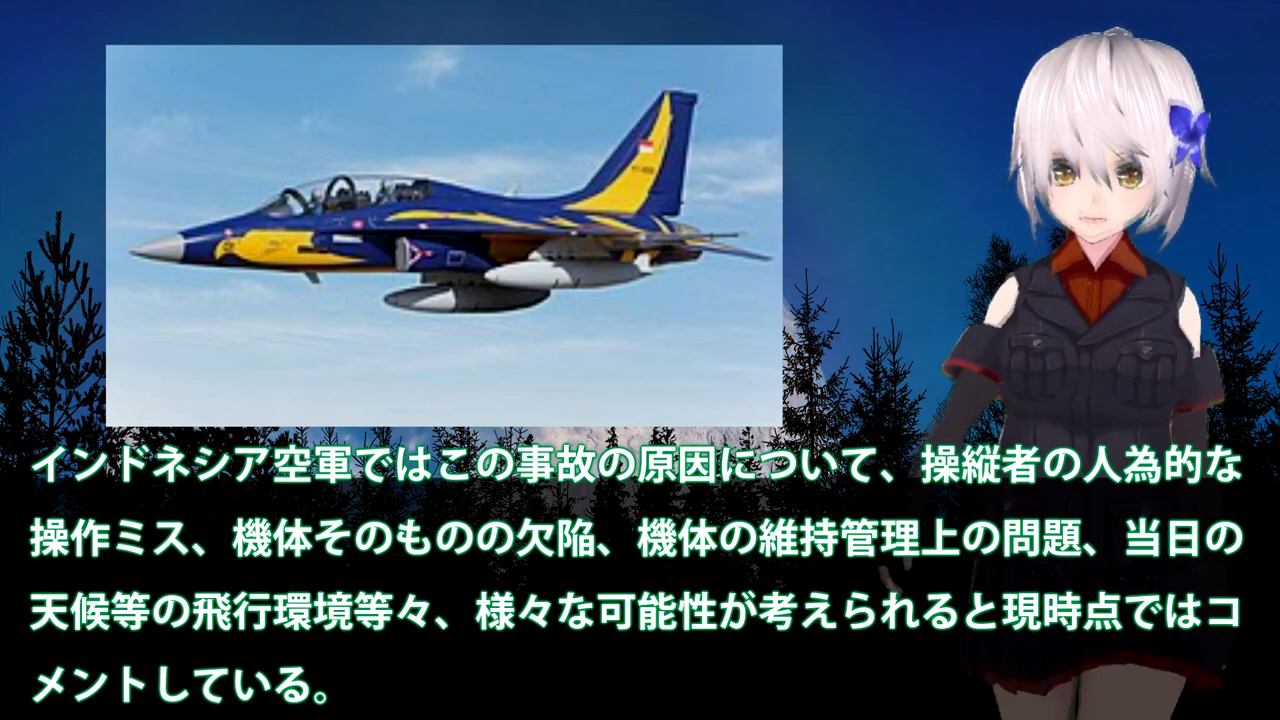 インドネシア空軍ではこの事故の原因について、操縦者の人為的な
操作ミス、機体そのものの欠陥、機体の維持管理上の問題、当日の
天候等の飛行環境等々、様々な可能性が考えられると現時点ではコ
メントしている。